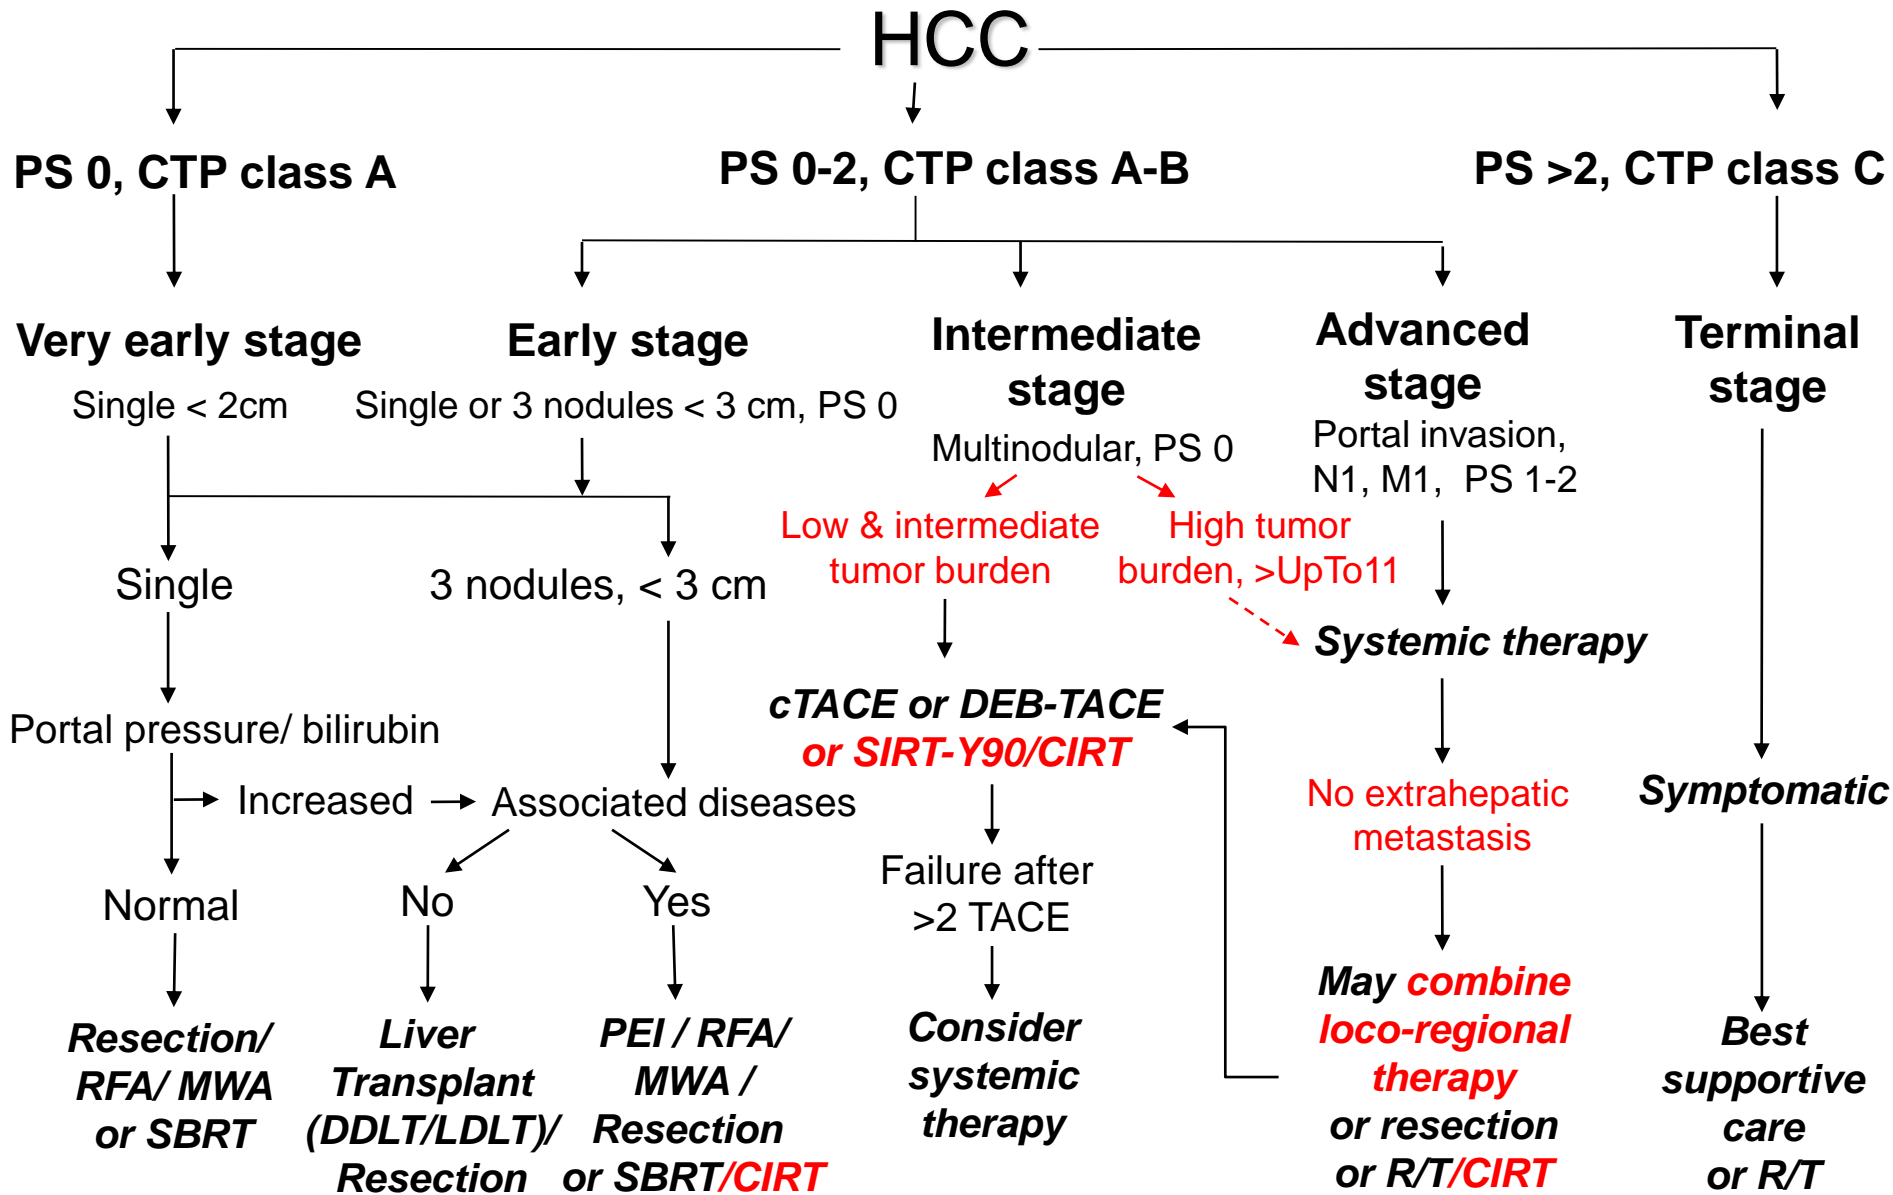 HCC
PS 0, CTP class A
PS 0-2, CTP class A-B
PS >2, CTP class C
Very early stage
Single < 2cm
Early stage
Single or 3 nodules < 3 cm, PS 0
Intermediate
stage
Multinodular, PS 0
Advanced
stage
Portal invasion,
N1, M1, PS 1-2
Terminal
stage
Low & intermediate
tumor burden
High tumor
burden, >UpTo11
Single
3 nodules, < 3 cm
Systemic therapy
cTACE or DEB-TACE
or SIRT-Y90/CIRT
Portal pressure/ bilirubin
Increased
Associated diseases
No extrahepatic
metastasis
Symptomatic
Normal
No
Yes
Failure after
>2 TACE
Resection/
RFA/ MWA
or SBRT
Liver
Transplant
(DDLT/LDLT)/
Resection
PEI / RFA/
MWA /
Resection
or SBRT/CIRT
Consider
systemic
therapy
May combine
loco-regional
therapy
or resection
or R/T/CIRT
Best
supportive
care
or R/T